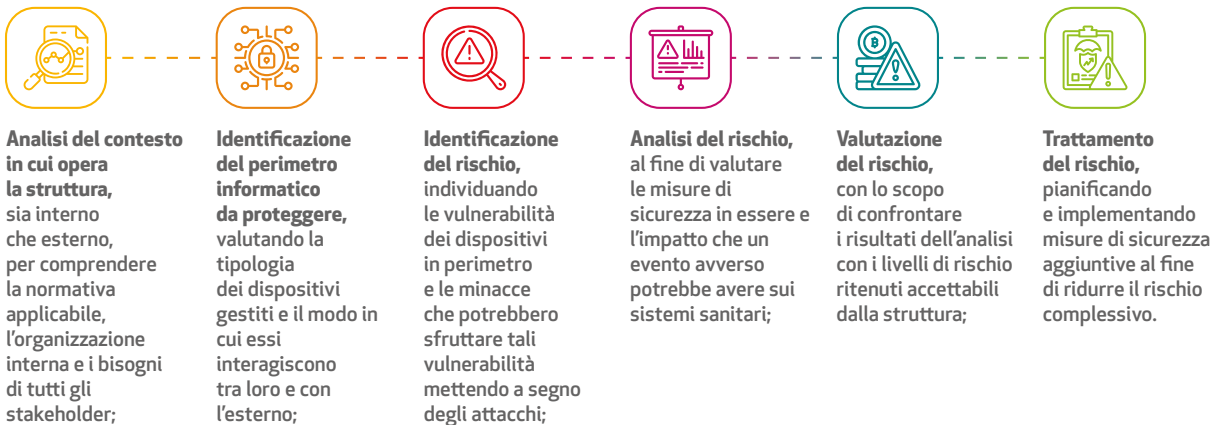 Analisi del contesto
in cui opera
la struttura,
sia interno
che esterno,
per comprendere
la normativa
applicabile,
l'organizzazione
interna e i bisogni
di tutti gli
stakeholder;
Identificazione
del perimetro
informatico
da proteggere,
valutando la
tipologia
dei dispositivi
gestiti e il modo in
cui essi
interagiscono
tra loro e con
l'esterno;
Identificazione
del rischio,
individuando
le vulnerabilità
dei dispositivi
in perimetro
e le minacce
che potrebbero
sfruttare tali
vulnerabilità
mettendo a segno
degli attacchi;
Analisi del rischio,
al fine di valutare
le misure di
sicurezza in essere e
l'impatto che un
evento avverso
potrebbe avere sui
sistemi sanitari;
Valutazione
del rischio,
con lo scopo
di confrontare
i risultati dell'analisi
con i livelli di rischio
ritenuti accettabili
dalla struttura;
Trattamento
del rischio,
pianificando
e implementando
misure di sicurezza
aggiuntive al fine
di ridurre il rischio
complessivo.